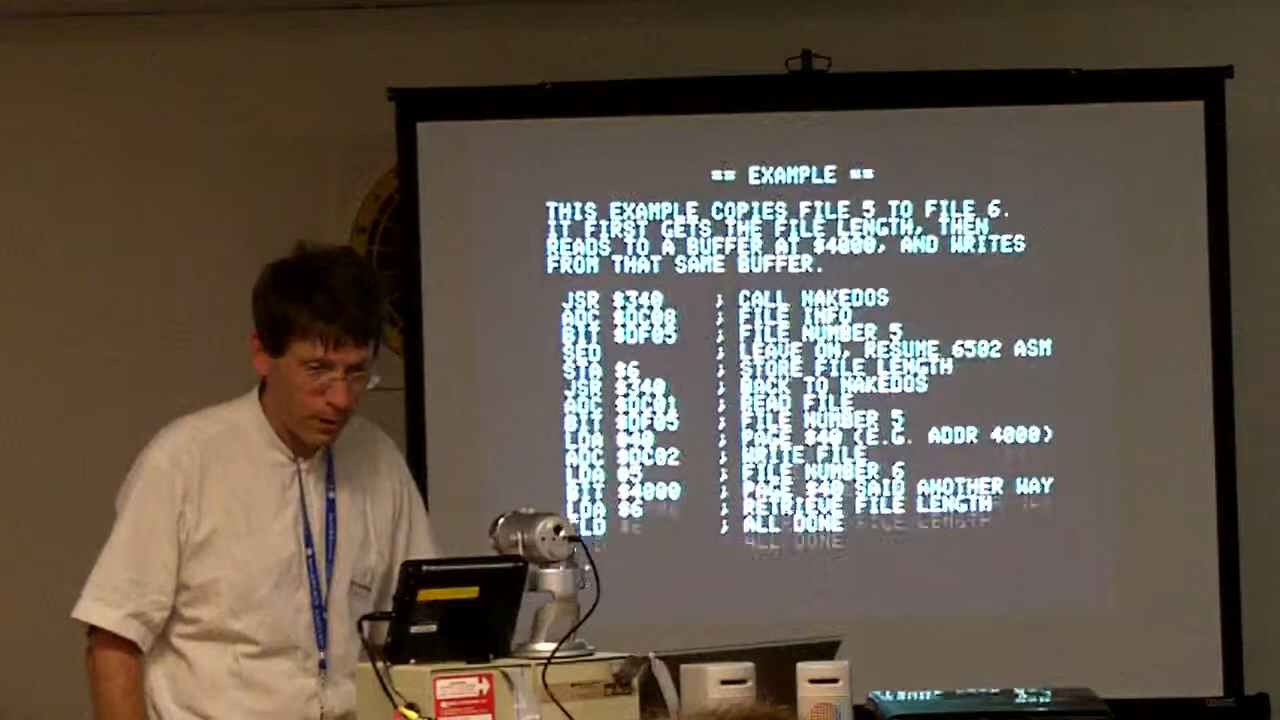 == EXAMPLE ==
THIS EXAMPLE COPIES FILE 5 TO FILE 6.
IT FIRST GETS THE FILE LENGTH, THEN
READS TO A BUFFER AT $4000, AND WRITES
FROM THAT SAME BUFFER.
JSR $340 ; CALL NAKEDOS
ADC $DC08 ; FILE INFO
BIT $DF05 ; FILE NUMBER 5
SED ; LEAVE ON, RESUME 6502 ASM
STA $6 ; STORE FILE LENGTH
JSR $340 ; BACK TO NAKEDOS
ADC $DC01 ; READ FILE
BIT $DF05 ; FILE NUMBER 5
LDA $40 ; PAGE $40 (E.G. ADDR 4000)
ADC $DC02 ; WRITE FILE
LDA ; FILE NUMBER 6
BIT $4000 ; PAGE $40 SAID ANOTHER WAY
LDA $6 ; RETRIEVE FILE LENGTH
; ALL DONE